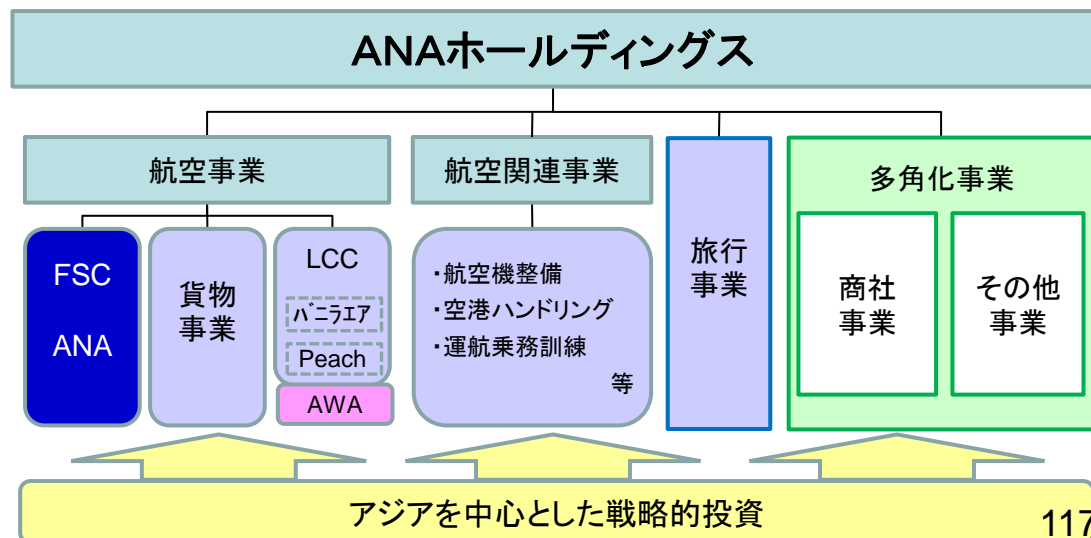 ANAホールディングス
航空事業
航空関連事業
旅行
事業
多角化事業
FSC
ANA
貨物
事業
LCC
バニラエア
Peach
AWA
・航空機整備
・空港ハンドリング
・運航乗務訓練
等
商社
事業
その他
事業
アジアを中心とした戦略的投資
117